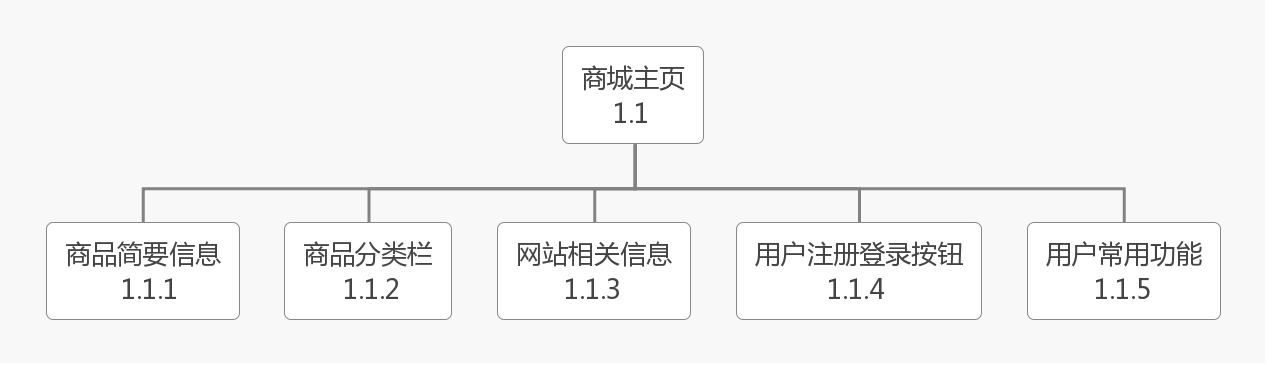 商城主页
1.1
商品简要信息
1.1.1
商品分类栏
1.1.2
网站相关信息
1.1.3
用户注册登录按钮
1.1.4
用户常用功能
1.1.5